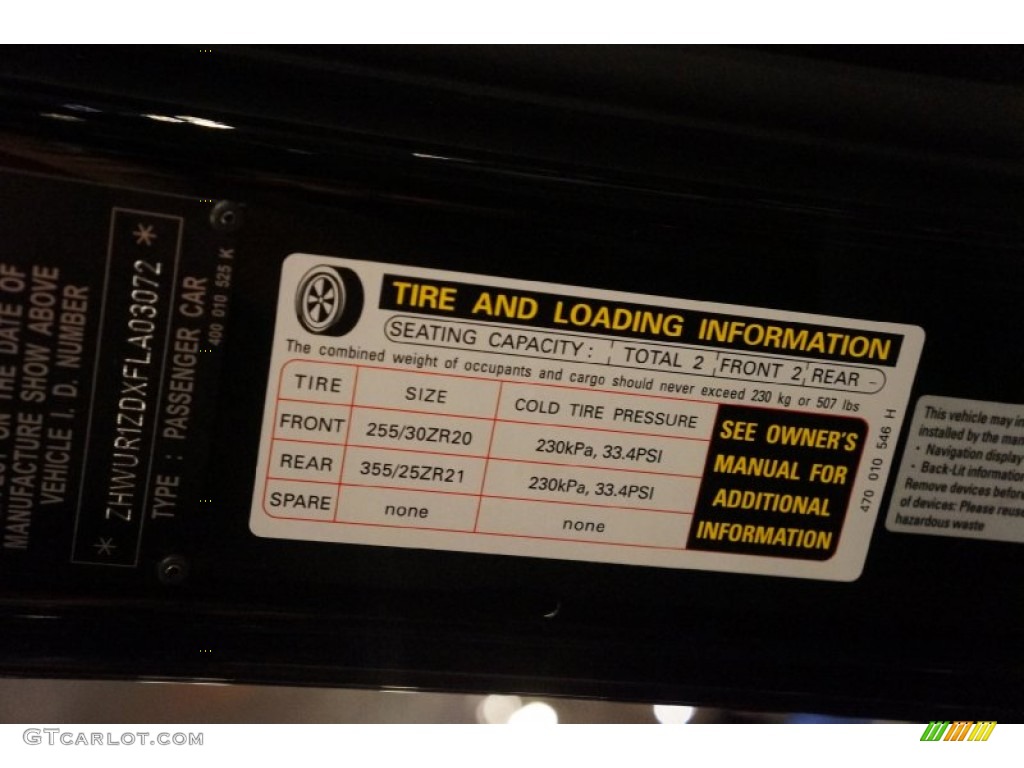 MANUFACTURE SHOW ABOVE
VEHICLE I. D. NUMBER
* ZHWUR1ZDXFLA03072 *
TYPE : PASSENGER CAR
400 010 525 K
TIRE AND LOADING INFORMATION
SEATING CAPACITY: TOTAL 2 FRONT 2 REAR -
The combined weight of occupants and cargo should never exceed 230 kg or 507 lbs
TIRE SIZE COLD TIRE PRESSURE
FRONT 255/30ZR20 230kPa, 33.4PSI
REAR 355/25ZR21 230kPa, 33.4PSI
SPARE none none
SEE OWNER'S
MANUAL FOR
ADDITIONAL
INFORMATION
470 010 546 H
This vehicle may
installed by the
• Navigation display
• Back-Lit information
Remove devices before
of devices: Please
hazardous waste
GTCARLOT.COM